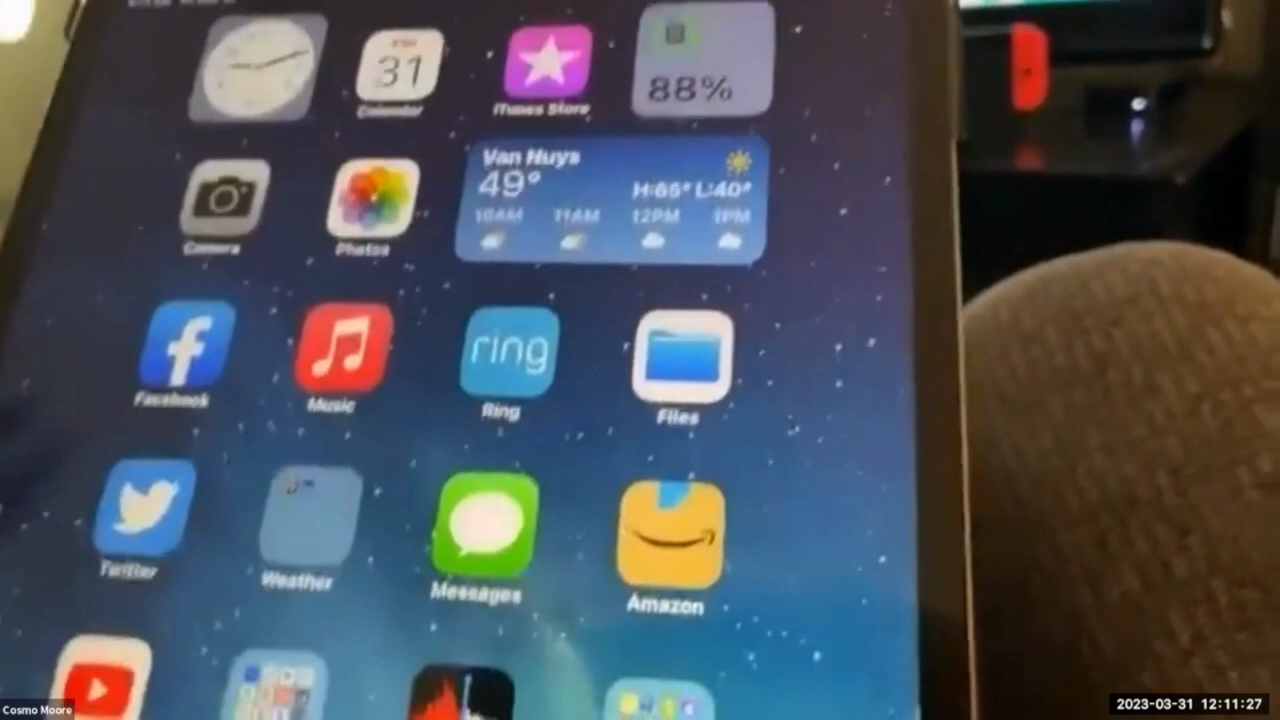 31
Calendar
iTunes Store
88%
Van Nuys
49°
H:65° L:40°
10AM 11AM 12PM 1PM
Camera
Photos
ring
Facebook
Music
Ring
Files
Twitter
Weather
Messages
Amazon
Cosmo Moore
2023-03-31 12:11:27